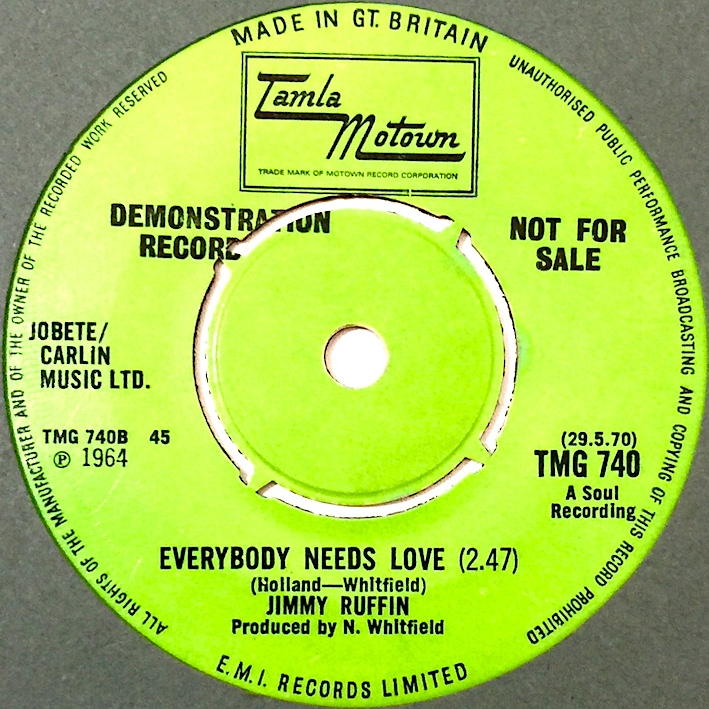 MADE IN GT. BRITAIN
UNAUTHORISED PUBLIC PERFORMANCE BROADCASTING AND COPYING OF THIS RECORD PROHIBITED
ALL RIGHTS OF THE MANUFACTURER AND OF THE OWNER OF THE RECORDED WORK RESERVED
Tamla
Motown
TRADE MARK OF MOTOWN RECORD CORPORATION
DEMONSTRATION
RECORD
NOT FOR
SALE
JOBETE/
CARLIN
MUSIC LTD.
TMG 740B 45
℗ 1964
(29.5.70)
TMG 740
A Soul
Recording
EVERYBODY NEEDS LOVE (2.47)
(Holland—Whitfield)
JIMMY RUFFIN
Produced by N. Whitfield
E.M.I. RECORDS LIMITED